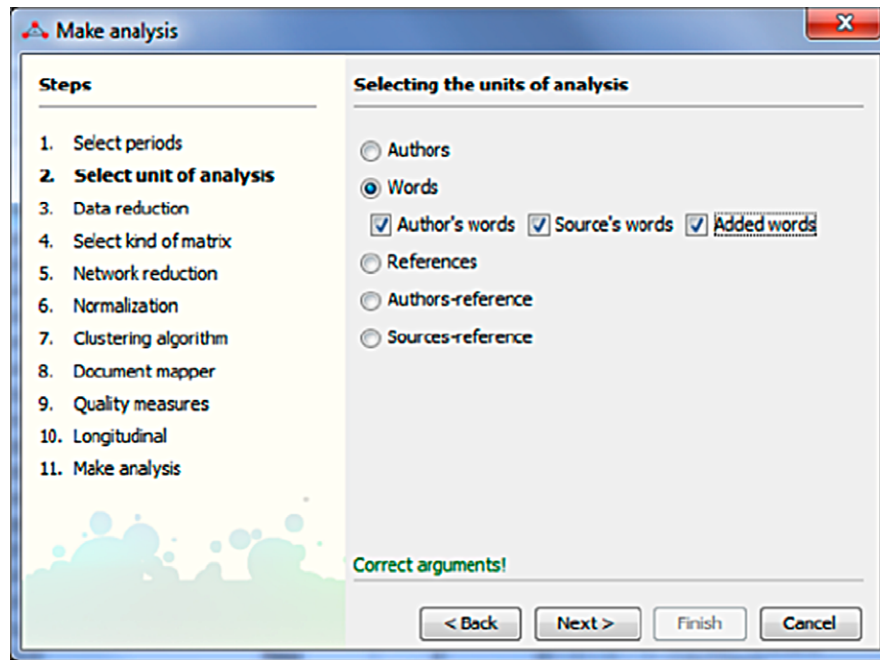 Make analysis
Steps
1. Select periods
2. Select unit of analysis
3. Data reduction
4. Select kind of matrix
5. Network reduction
6. Normalization
7. Clustering algorithm
8. Document mapper
9. Quality measures
10. Longitudinal
11. Make analysis
Selecting the units of analysis
Authors
Words
Author's words Source's words Added words
References
Authors-reference
Sources-reference
Correct arguments!
< Back Next > Finish Cancel